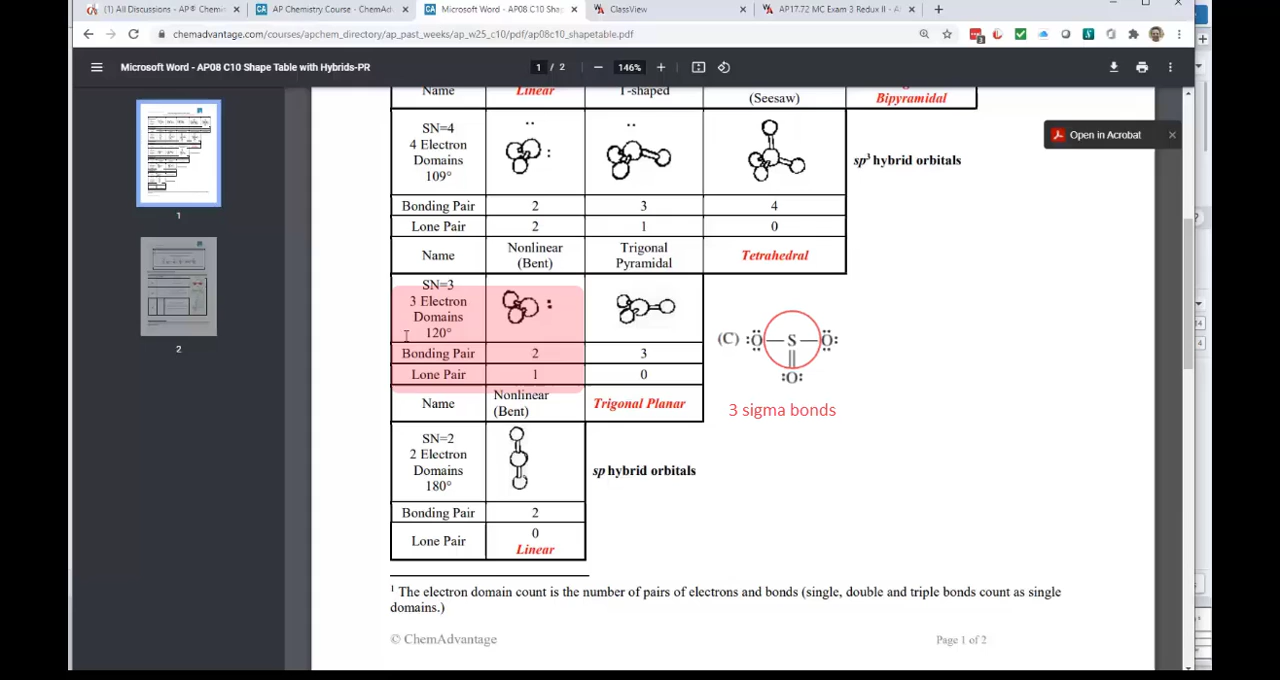 (1) All Discussions - AP® Chemi
AP Chemistry Course - ChemAdv
Microsoft Word - AP08 C10 Shap
ClassView
AP17.72 MC Exam 3 Redux II - A
chemadvantage.com/courses/apchem_directory/ap_past_weeks/ap_w25_c10/pdf/ap08c10_shapetable.pdf
Microsoft Word - AP08 C10 Shape Table with Hybrids-PR
1 / 2
146%
Open in Acrobat
1
2
Name
Linear
T-shaped
(Seesaw)
Bipyramidal
SN=4
4 Electron
Domains
109°
sp³ hybrid orbitals
Bonding Pair 2 3 4
Lone Pair 2 1 0
Name
Nonlinear
(Bent)
Trigonal
Pyramidal
Tetrahedral
SN=3
3 Electron
Domains
120°
Bonding Pair 2 3
Lone Pair 1 0
Name
Nonlinear
(Bent)
Trigonal Planar
(C) :O—S—O:
:O:
3 sigma bonds
SN=2
2 Electron
Domains
180°
sp hybrid orbitals
Bonding Pair 2
Lone Pair 0
Linear
¹ The electron domain count is the number of pairs of electrons and bonds (single, double and triple bonds count as single
domains.)
© ChemAdvantage
Page 1 of 2